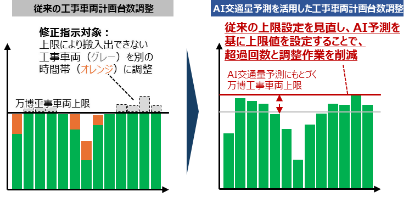 従来の工事車両計画台数調整
修正指示対象：
上限により搬出入できない
工事車両（グレー）を別の
時間帯（オレンジ）に調整
万博工事車両上限
AI交通量予測を活用した工事車両計画台数調整
従来の上限設定を見直し、AI予測を
基に上限値を設定することで、
超過回数と調整作業を削減
AI交通量予測にもとづく
万博工事車両上限